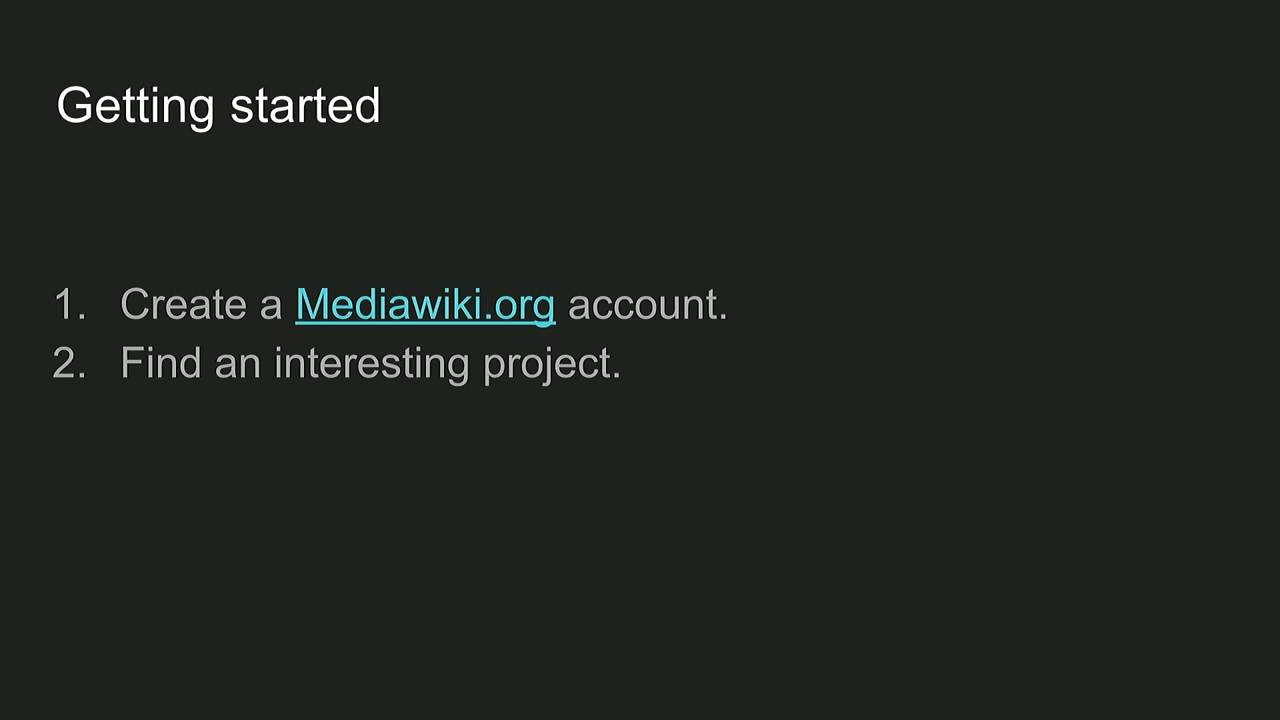 Getting started
1. Create a Mediawiki.org account.
2. Find an interesting project.